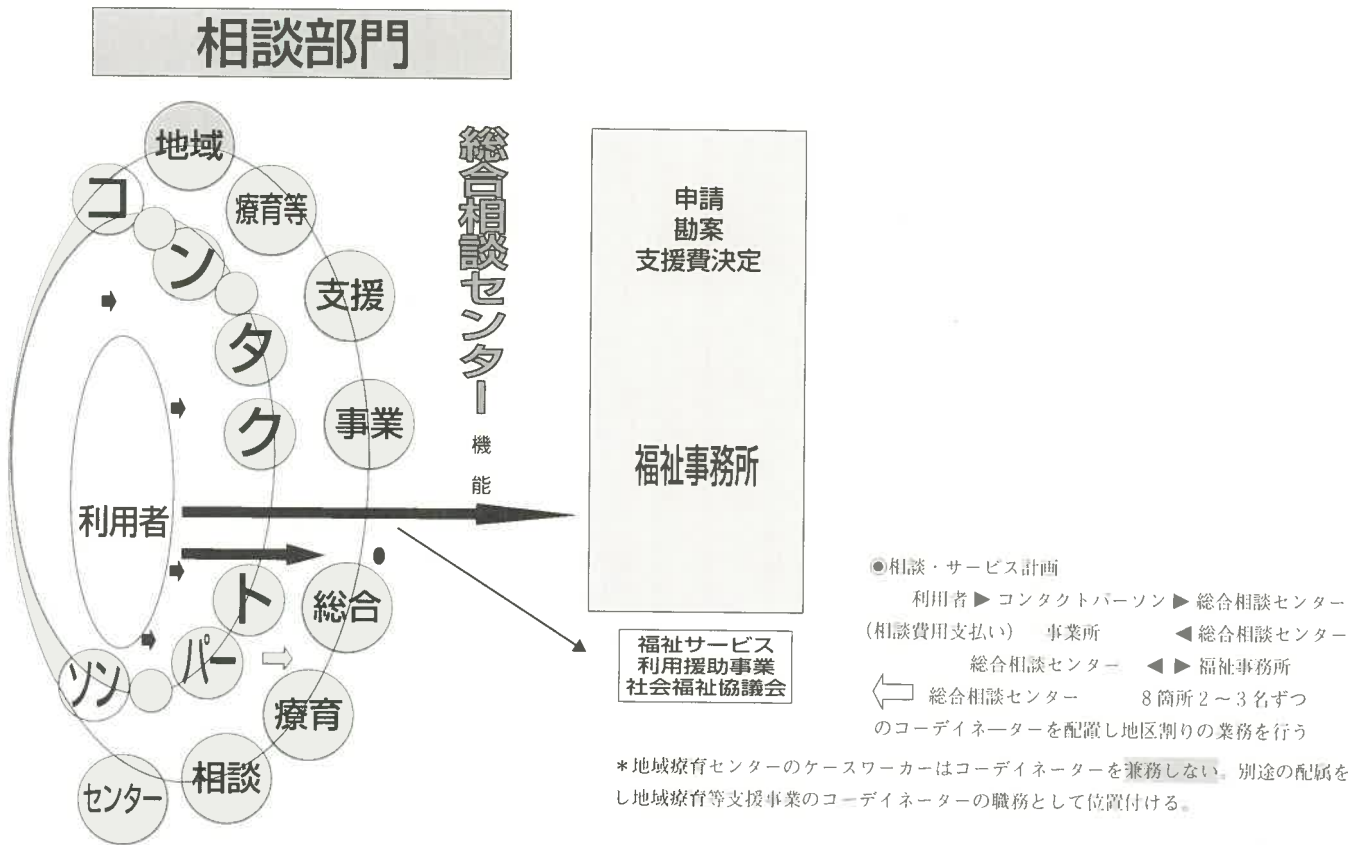 相談部門
地域
療育等
支援
事業
・
総合
療育
相談
センター
コンタクト
パーソン
利用者
総合相談センター
機能
申請
勘案
支援費決定
福祉事務所
福祉サービス
利用援助事業
社会福祉協議会
◉相談・サービス計画
利用者 ▶ コンタクトパーソン ▶ 総合相談センター
(相談費用支払い) 事業所 ◀ 総合相談センター
総合相談センター ◀ ▶ 福祉事務所
総合相談センター 8箇所2〜3名ずつ
のコーデイネーターを配置し地区割りの業務を行う
*地域療育センターのケースワーカーはコーデイネーターを兼務しない。別途の配属を
し地域療育等支援事業のコーデイネーターの職務として位置付ける。